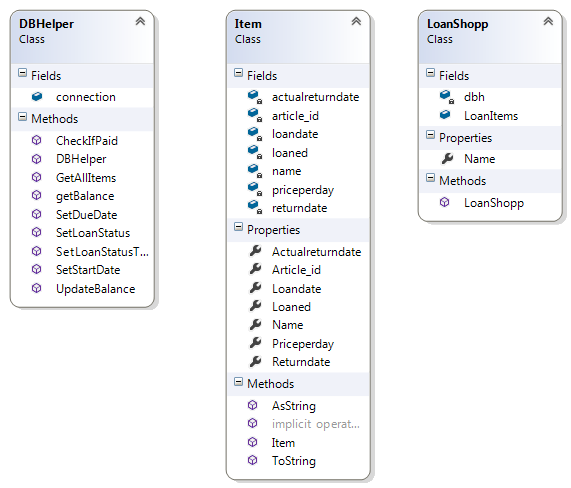 DBHelper
Class
Fields
connection
Methods
CheckIfPaid
DBHelper
GetAllItems
getBalance
SetDueDate
SetLoanStatus
SetLoanStatusT...
SetStartDate
UpdateBalance
Item
Class
Fields
actualreturndate
article_id
loandate
loaned
name
priceperday
returndate
Properties
Actualreturndate
Article_id
Loandate
Loaned
Name
Priceperday
Returndate
Methods
AsString
implicit operat...
Item
ToString
LoanShopp
Class
Fields
dbh
LoanItems
Properties
Name
Methods
LoanShopp